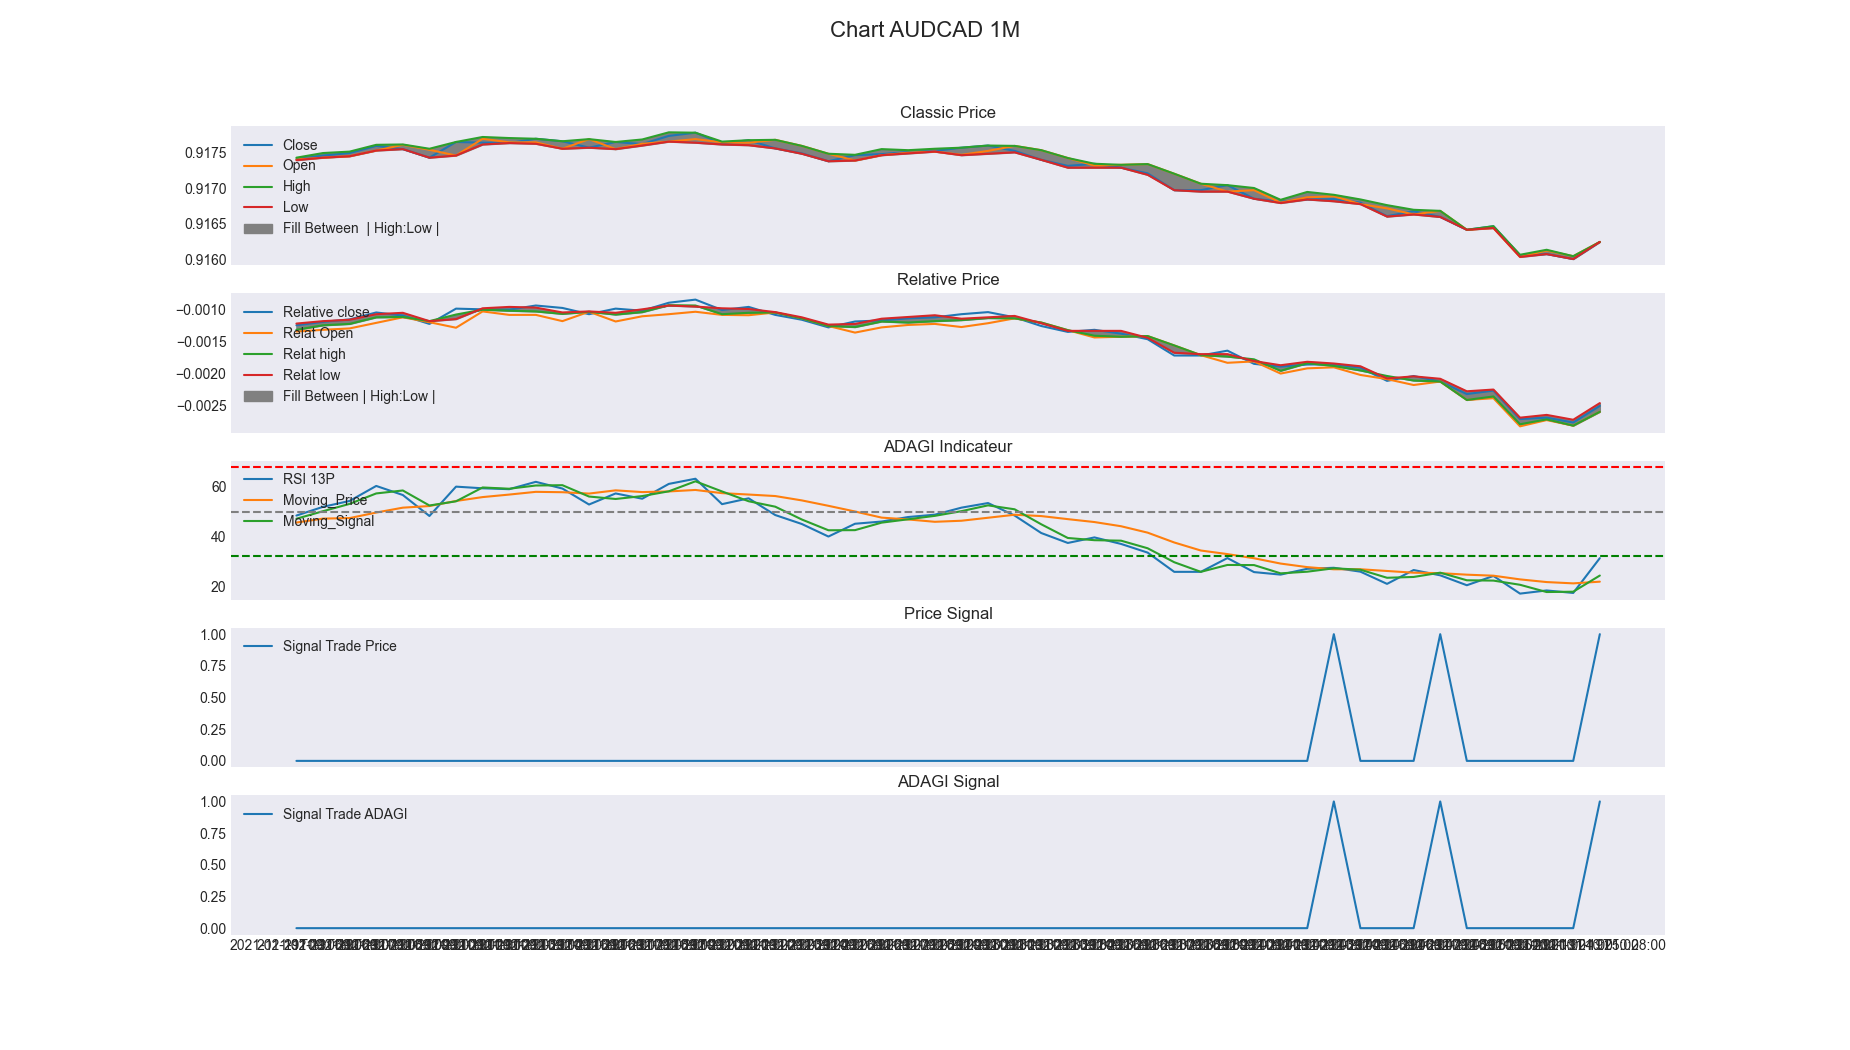 Chart AUDCAD 1M
Classic Price
0.9175
0.9170
0.9165
0.9160
Close
Open
High
Low
Fill Between | High:Low |
Relative Price
−0.0010
−0.0015
−0.0020
−0.0025
Relative close
Relat Open
Relat high
Relat low
Fill Between | High:Low |
ADAGI Indicateur
60
40
20
RSI 13P
Moving_Price
Moving_Signal
Price Signal
1.00
0.75
0.50
0.25
0.00
Signal Trade Price
ADAGI Signal
1.00
0.75
0.50
0.25
0.00
Signal Trade ADAGI